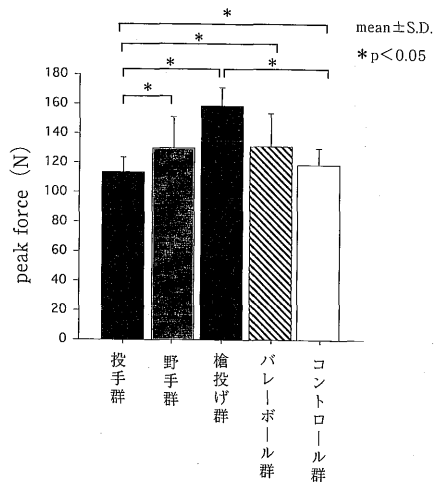 mean±S.D.
*p<0.05
*
*
*
*
*
peak force (N)
180
160
140
120
100
80
60
40
20
0
投手群
野手群
槍投げ群
バレーボール群
コントロール群